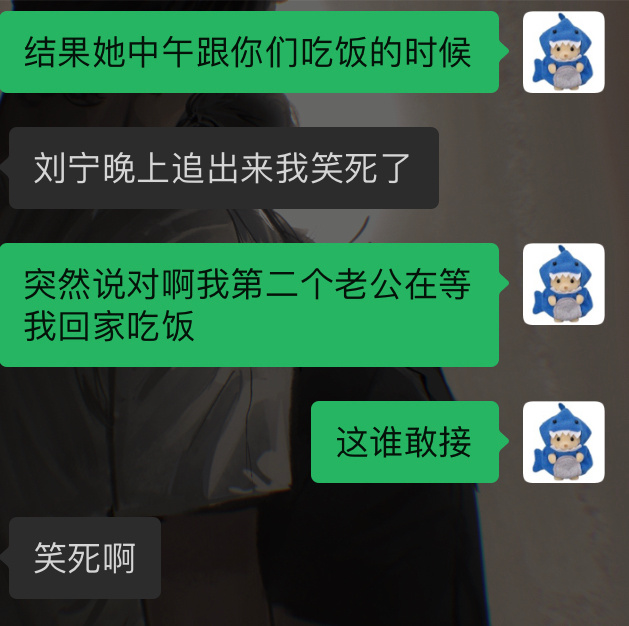 结果她中午跟你们吃饭的时候
刘宁晚上追出来我笑死了
突然说对啊我第二个老公在等
我回家吃饭
这谁敢接
笑死啊